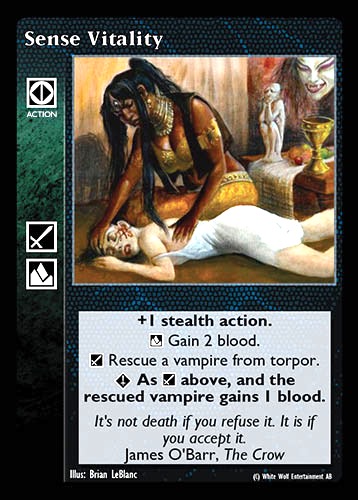 Sense Vitality
ACTION
+1 stealth action.
Gain 2 blood.
Rescue a vampire from torpor.
As above, and the
rescued vampire gains 1 blood.
It's not death if you refuse it. It is if
you accept it.
James O'Barr, The Crow
Illus: Brian LeBlanc
(C) White Wolf Entertainment AB